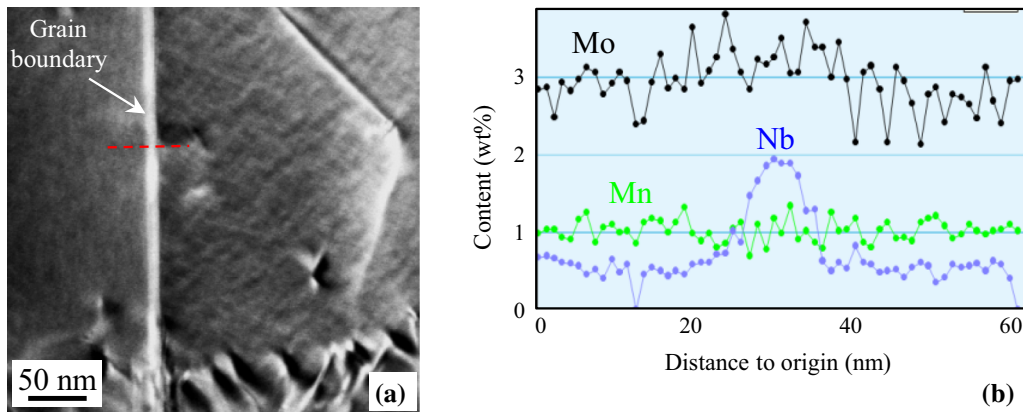 Grain
boundary
50 nm
(a)
Mo
Nb
Mn
Content (wt%)
3
2
1
0
0
20
40
60
Distance to origin (nm)
(b)